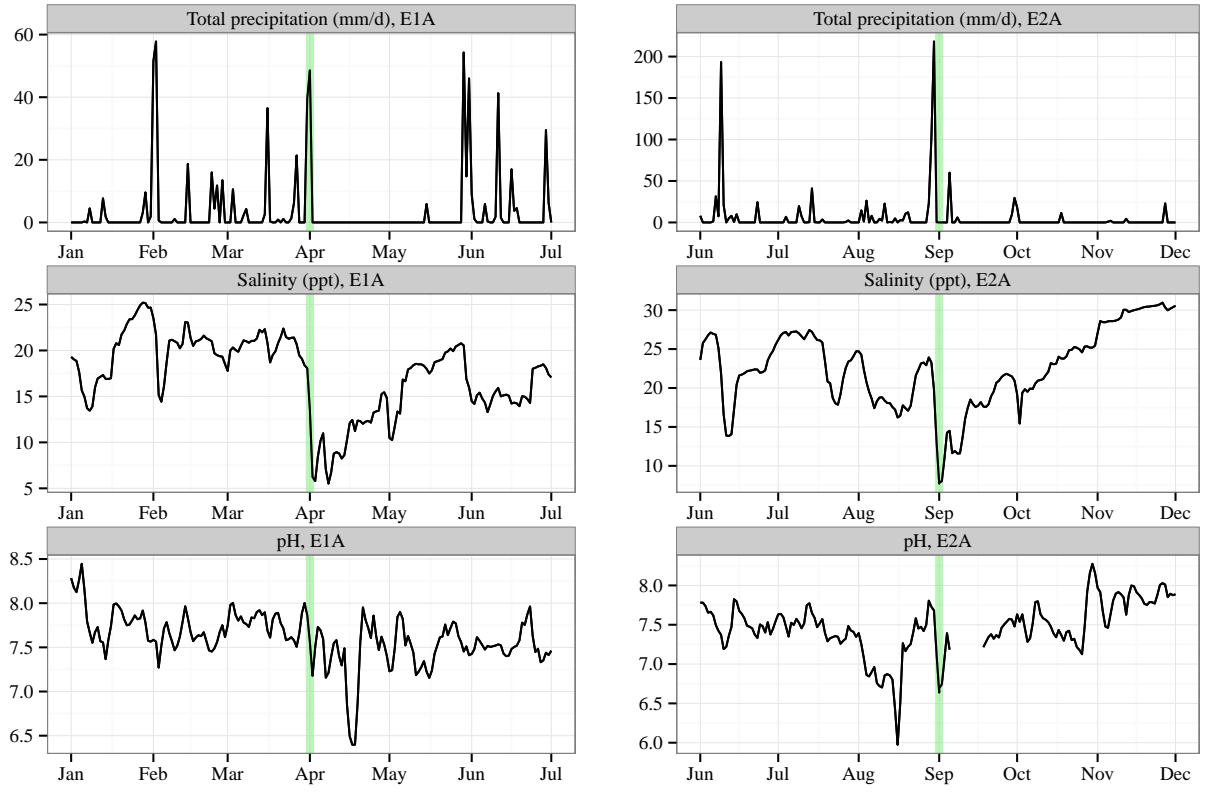 Total precipitation (mm/d), E1A
60
40
20
0
Jan Feb Mar Apr May Jun Jul
Total precipitation (mm/d), E2A
200
150
100
50
0
Jun Jul Aug Sep Oct Nov Dec
Salinity (ppt), E1A
25
20
15
10
5
Jan Feb Mar Apr May Jun Jul
Salinity (ppt), E2A
30
25
20
15
10
Jun Jul Aug Sep Oct Nov Dec
pH, E1A
8.5
8.0
7.5
7.0
6.5
Jan Feb Mar Apr May Jun Jul
pH, E2A
8.0
7.5
7.0
6.5
6.0
Jun Jul Aug Sep Oct Nov Dec